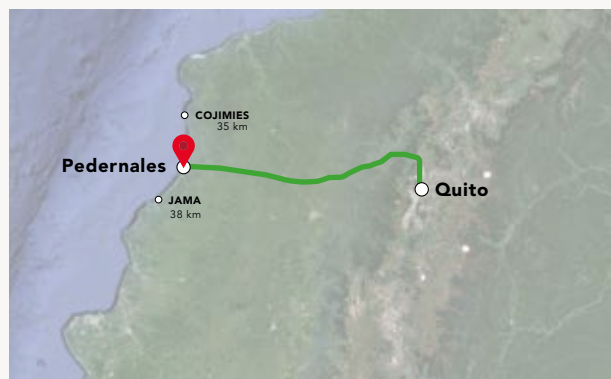 COJIMIES
35 km
Pedernales
Quito
JAMA
38 km